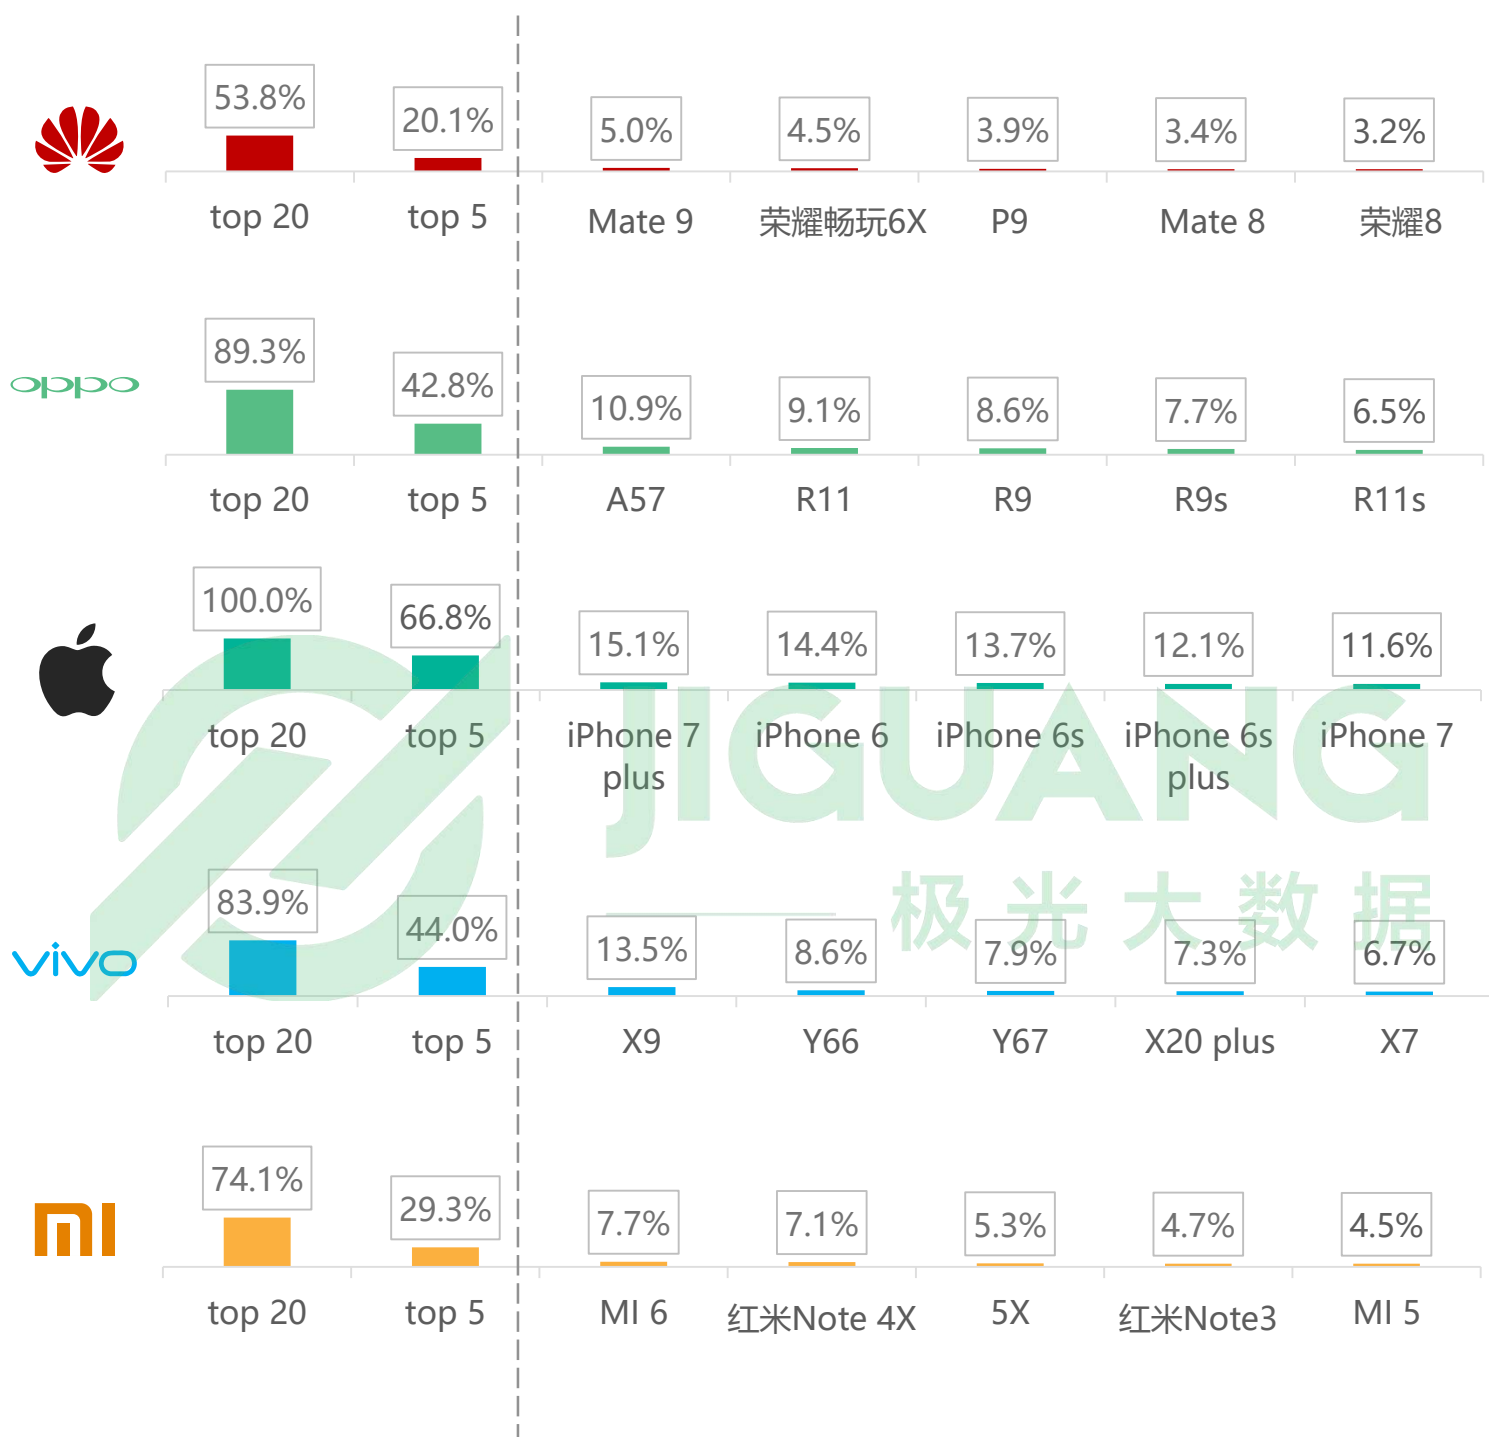 53.8%
20.1%
5.0%
4.5%
3.9%
3.4%
3.2%
top 20
top 5
Mate 9
荣耀畅玩6X
P9
Mate 8
荣耀8
oppo
89.3%
42.8%
10.9%
9.1%
8.6%
7.7%
6.5%
top 20
top 5
A57
R11
R9
R9s
R11s
100.0%
66.8%
15.1%
14.4%
13.7%
12.1%
11.6%
top 20
top 5
iPhone 7
plus
iPhone 6
iPhone 6s
iPhone 6s
plus
iPhone 7
JIGUANG
极光大数据
vivo
83.9%
44.0%
13.5%
8.6%
7.9%
7.3%
6.7%
top 20
top 5
X9
Y66
Y67
X20 plus
X7
MI
74.1%
29.3%
7.7%
7.1%
5.3%
4.7%
4.5%
top 20
top 5
MI 6
红米Note 4X
5X
红米Note3
MI 5